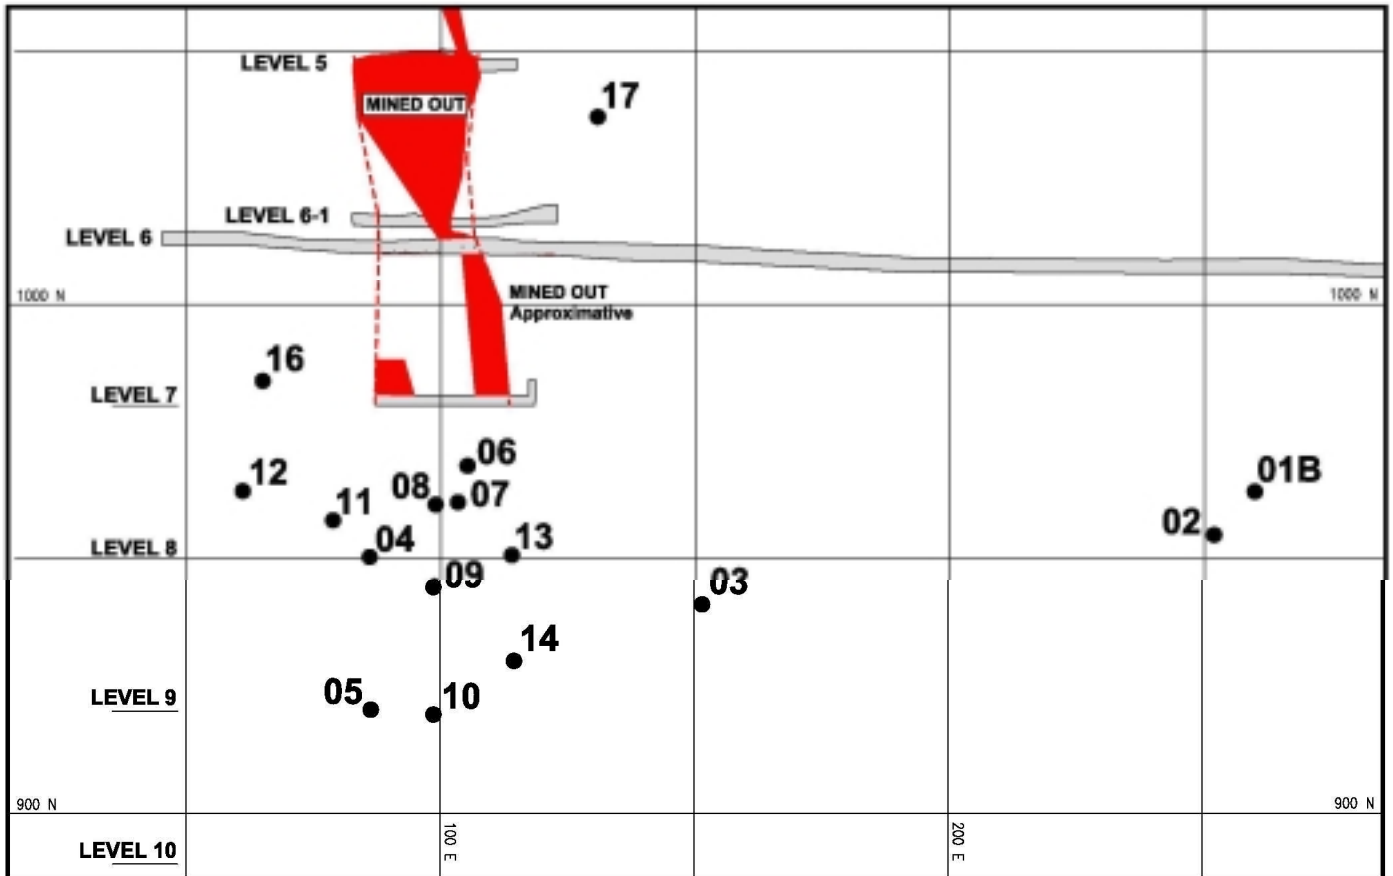 LEVEL 5
MINED OUT
17
LEVEL 6-1
LEVEL 6
1000 N
MINED OUT
Approximative
1000 N
16
LEVEL 7
06
12
08
07
01B
11
02
04
13
LEVEL 8
09
03
14
05
10
LEVEL 9
900 N
900 N
100 E
200 E
LEVEL 10